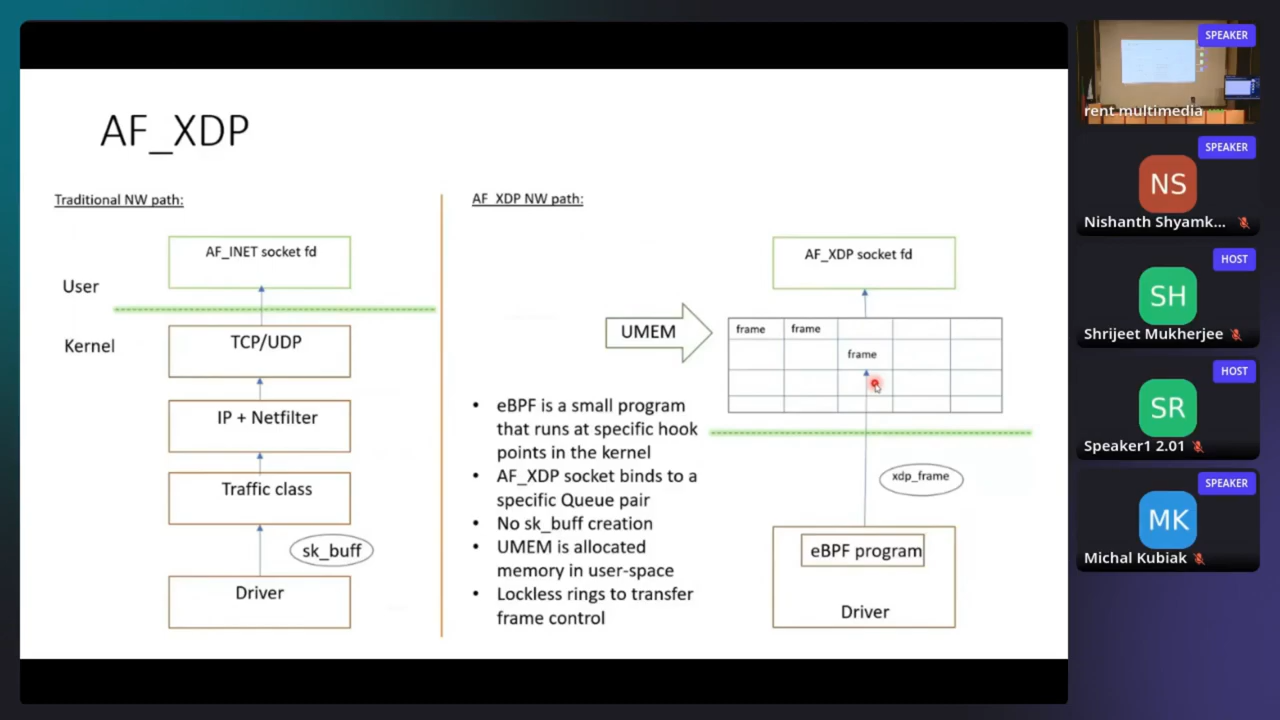 AF_XDP
Traditional NW path:
AF_INET socket fd
User
Kernel
TCP/UDP
IP + Netfilter
Traffic class
sk_buff
Driver
AF_XDP NW path:
AF_XDP socket fd
UMEM
frame
frame
frame
• eBPF is a small program
that runs at specific hook
points in the kernel
• AF_XDP socket binds to a
specific Queue pair
• No sk_buff creation
• UMEM is allocated
memory in user-space
• Lockless rings to transfer
frame control
xdp_frame
eBPF program
Driver
SPEAKER
rent multimedia
SPEAKER
NS
Nishanth Shyamk...
HOST
SH
Shrijeet Mukherjee
HOST
SR
Speaker1 2.01
SPEAKER
MK
Michal Kubiak